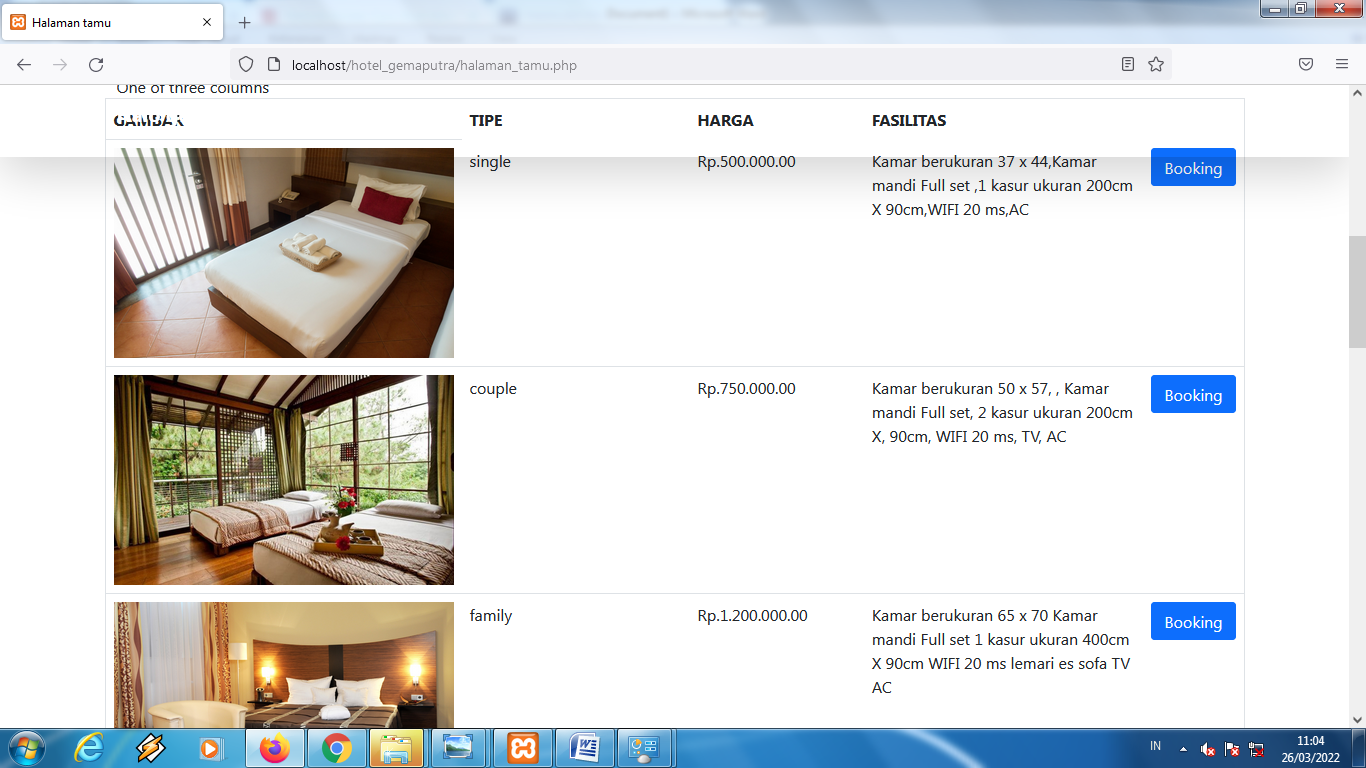 Halaman tamu
localhost/hotel_gemaputra/halaman_tamu.php
One of three columns
GAMBAR TIPE HARGA FASILITAS
single Rp.500.000.00 Kamar berukuran 37 x 44,Kamar Booking
mandi Full set ,1 kasur ukuran 200cm
X 90cm,WIFI 20 ms,AC
couple Rp.750.000.00 Kamar berukuran 50 x 57, , Kamar Booking
mandi Full set, 2 kasur ukuran 200cm
X, 90cm, WIFI 20 ms, TV, AC
family Rp.1.200.000.00 Kamar berukuran 65 x 70 Kamar Booking
mandi Full set 1 kasur ukuran 400cm
X 90cm WIFI 20 ms lemari es sofa TV
AC
IN 11:04
26/03/2022